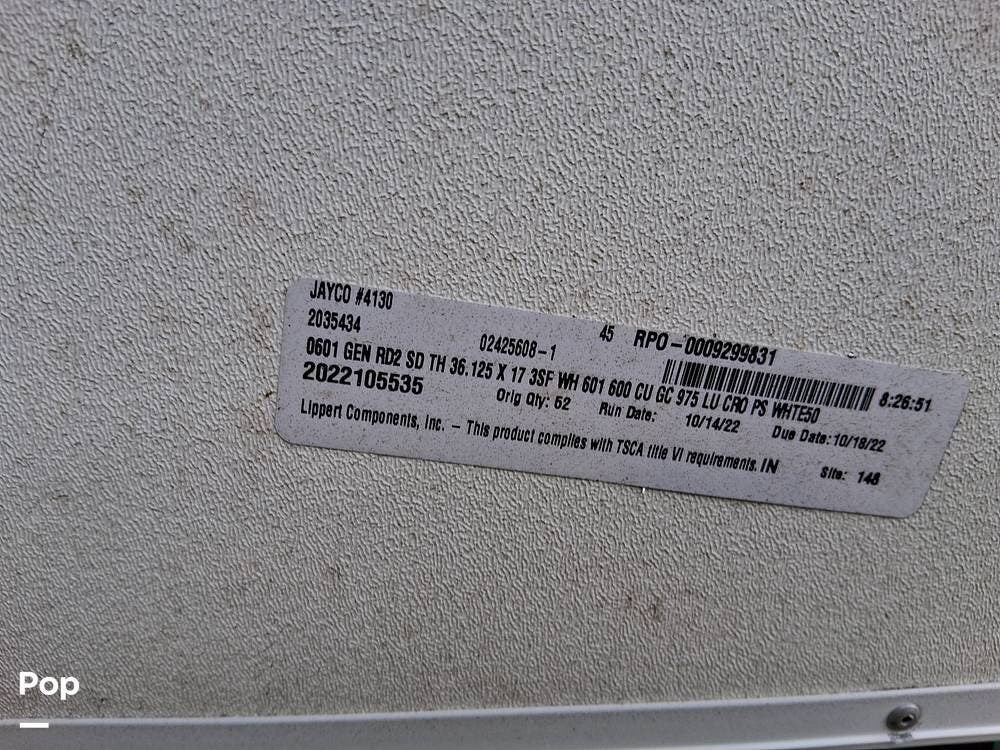 JAYCO #4130
2035434 02425608-1 45 RPO-0009299831
0601 GEN RD2 SD TH 36.125 X 17 3SF WH 601 600 CU GC 975 LU CRO PS WHTE50 8:26:51
2022105535 Orig Qty: 52 Run Date: 10/14/22 Due Date: 10/18/22
Lippert Components, Inc. - This product complies with TSCA title VI requirements. IN Site: 148
Pop